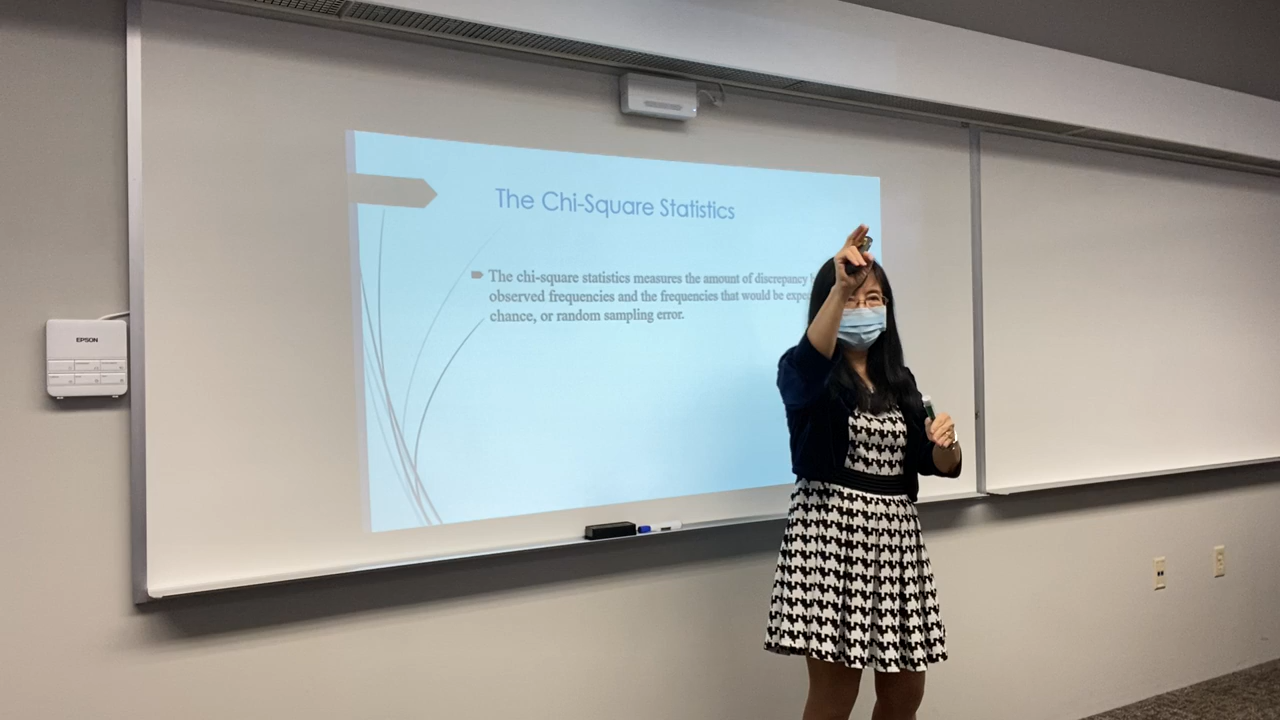 The Chi-Square Statistics
The chi-square statistics measures the amount of discrepancy
observed frequencies and the frequencies that would be
chance, or random sampling error.
EPSON